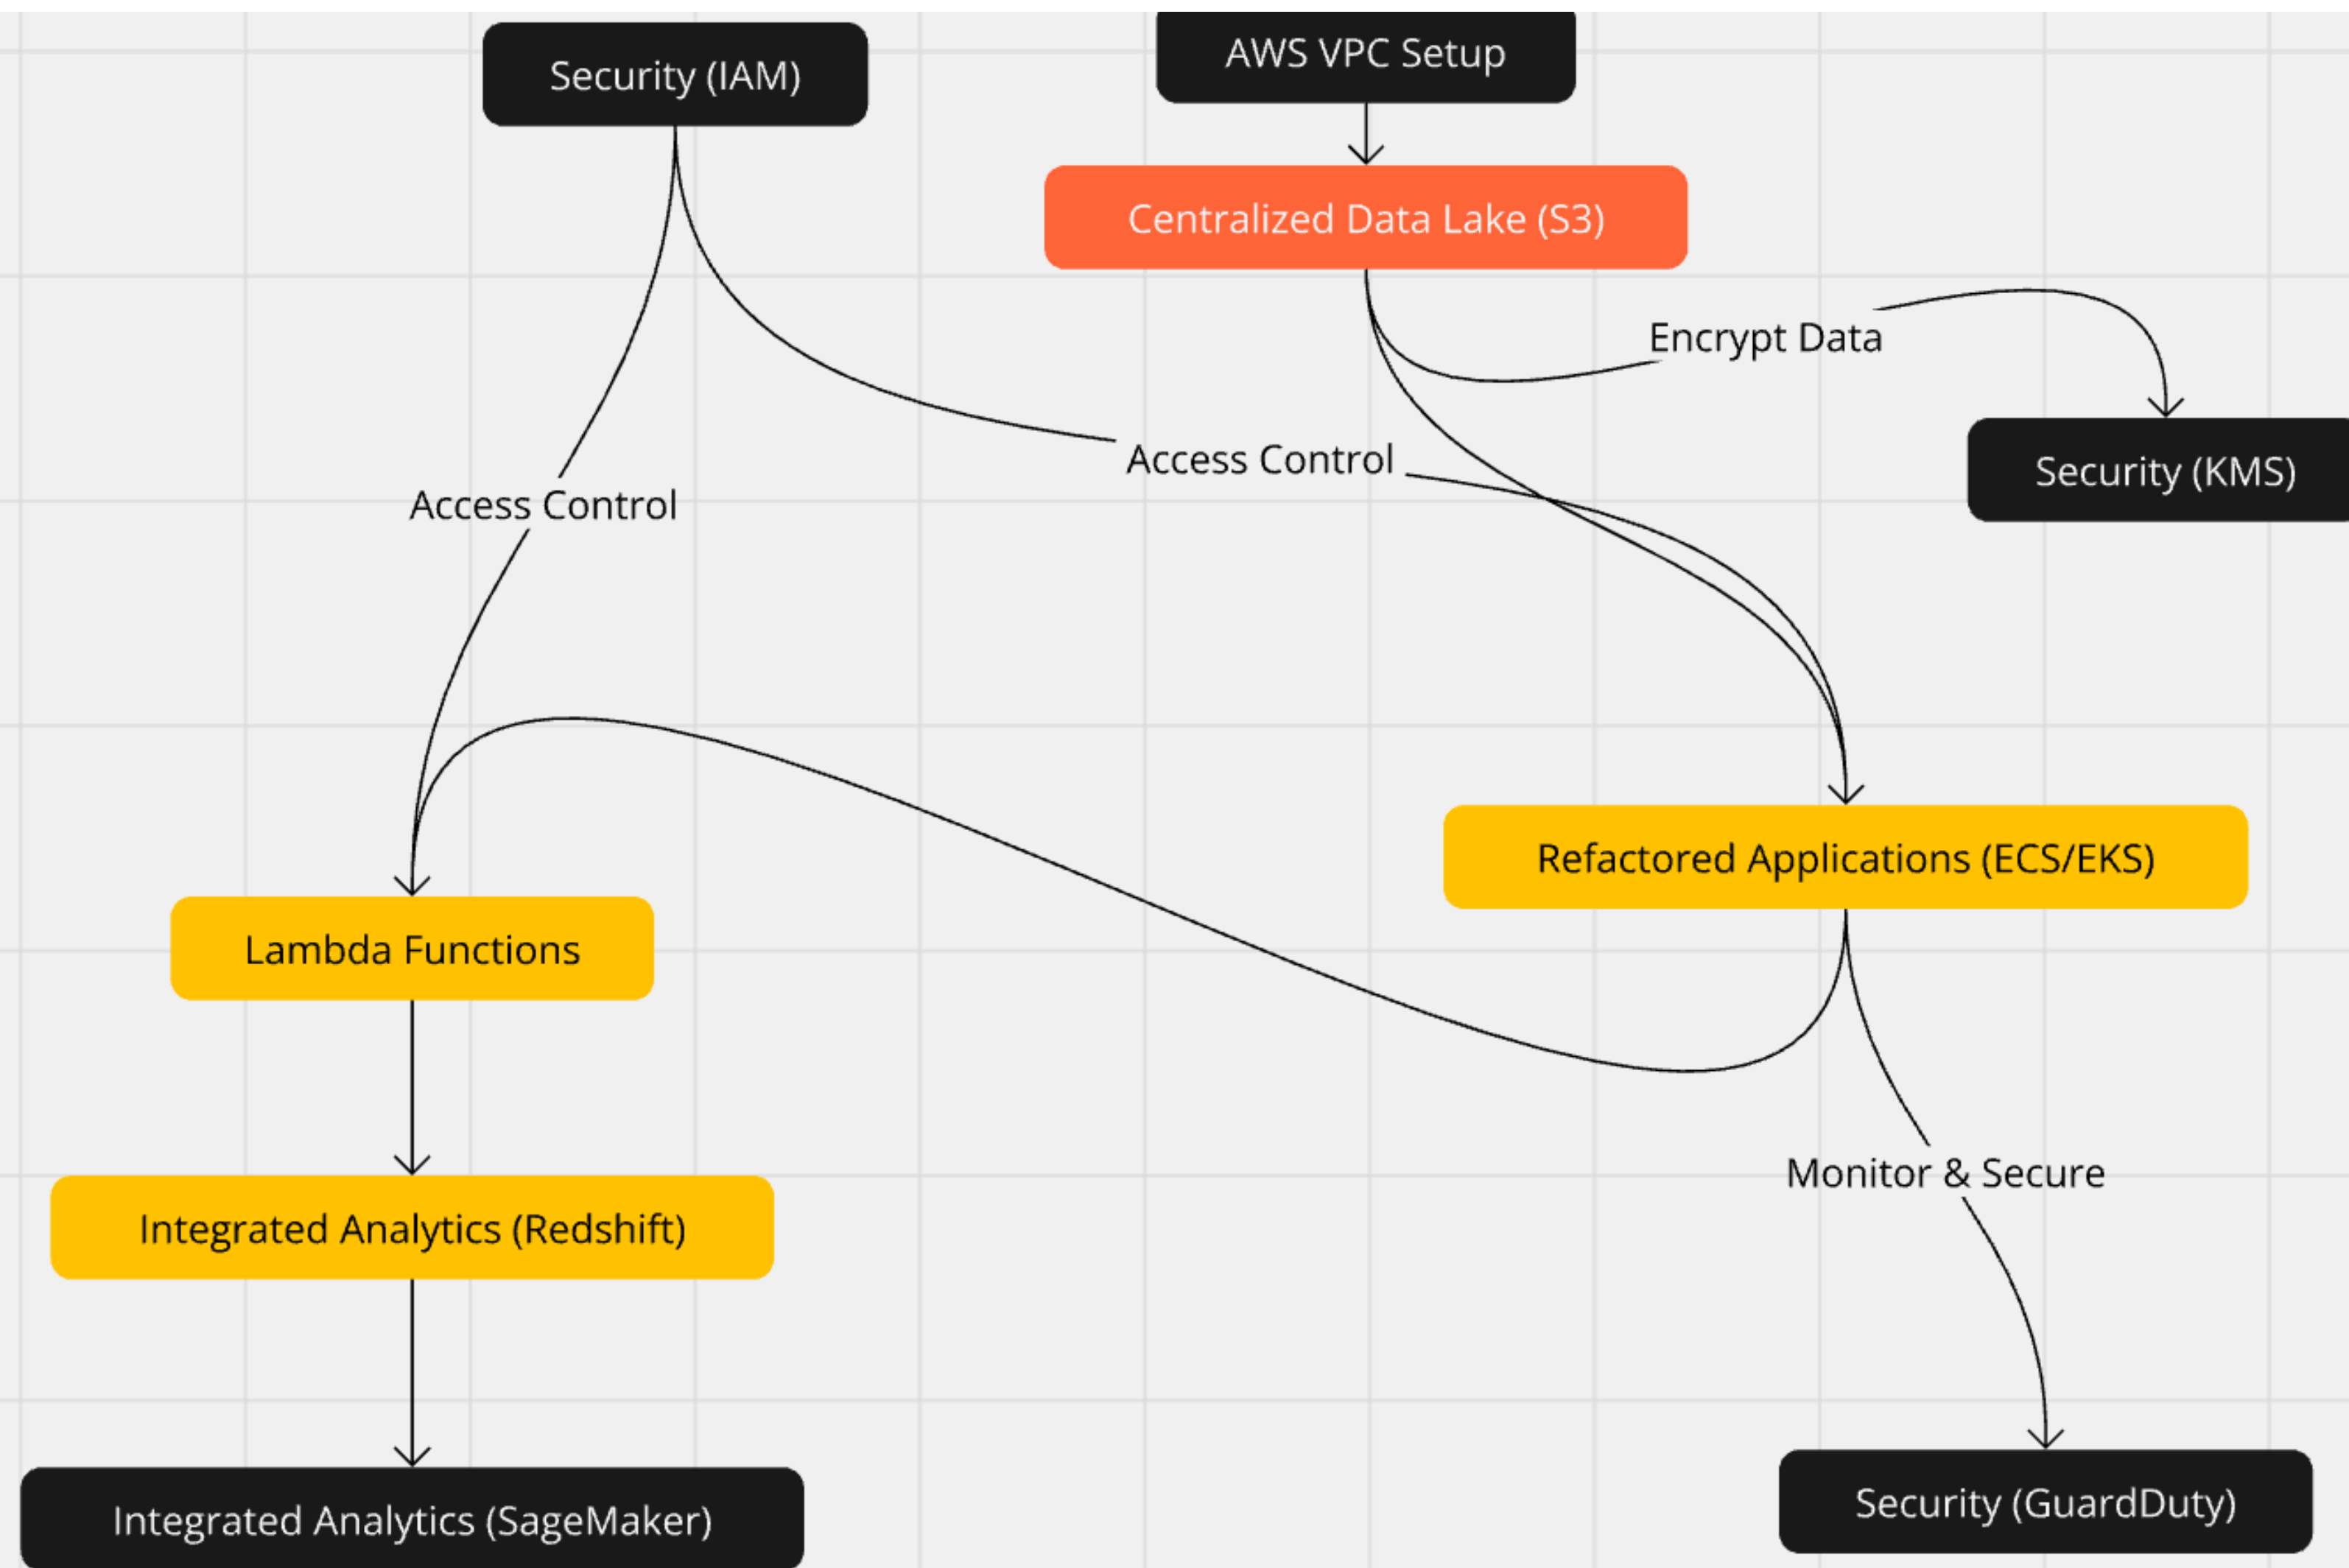 Security (IAM)
AWS VPC Setup
Centralized Data Lake (S3)
Encrypt Data
Access Control
Security (KMS)
Access Control
Refactored Applications (ECS/EKS)
Lambda Functions
Monitor & Secure
Integrated Analytics (Redshift)
Security (GuardDuty)
Integrated Analytics (SageMaker)